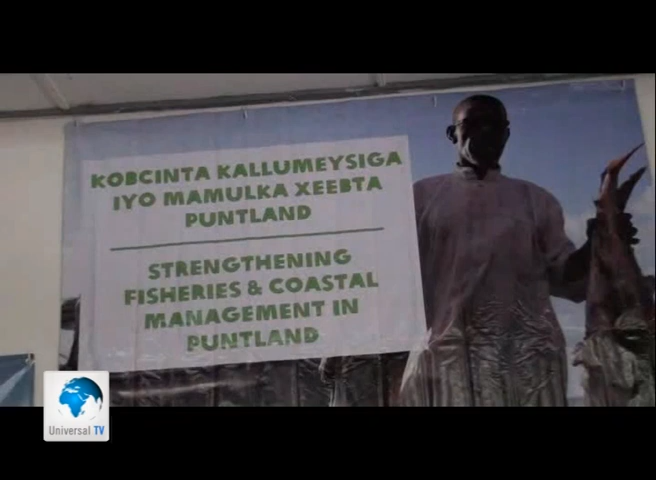 KOBCINTA KALLUMEYSIGA
IYO MAMULKA XEEBTA
PUNTLAND
STRENGTHENING
FISHERIES & COASTAL
MANAGEMENT IN
PUNTLAND
Universal TV